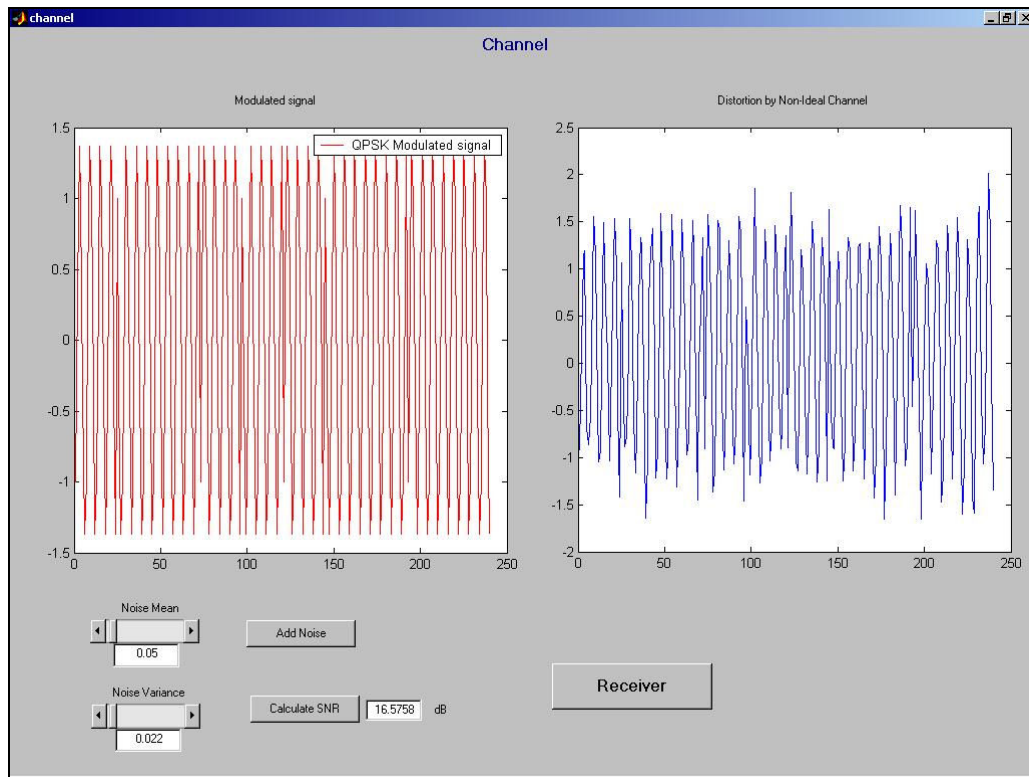 channel
Channel
Modulated signal
1.5
1
0.5
0
-0.5
-1
-1.5
0 50 100 150 200 250
QPSK Modulated signal
Distortion by Non-Ideal Channel
2.5
2
1.5
1
0.5
0
-0.5
-1
-1.5
-2
0 50 100 150 200 250
Noise Mean
0.05
Add Noise
Noise Variance
0.022
Calculate SNR 16.5758 dB
Receiver